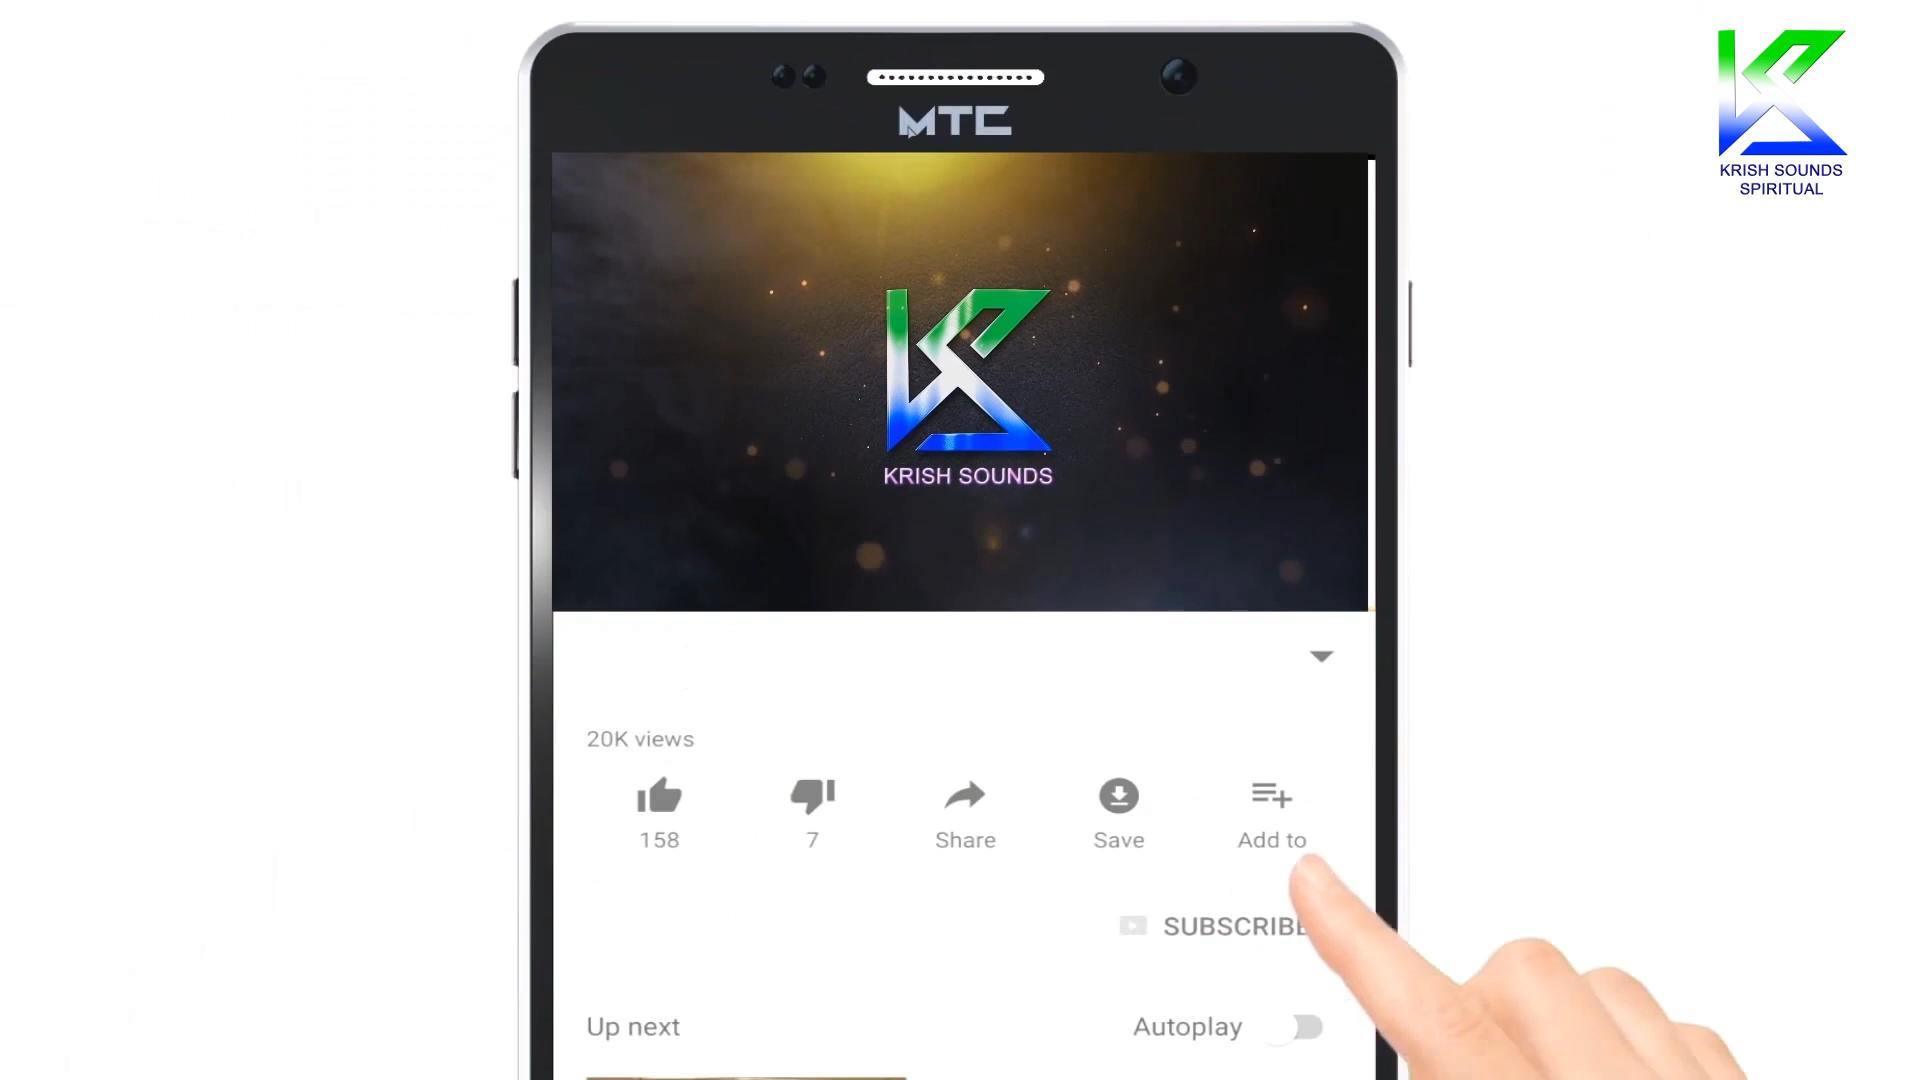 MTC
KRISH SOUNDS
SPIRITUAL
KRISH SOUNDS
20K views
158
7
Share
Save
Add to
SUBSCRIBE
Up next
Autoplay